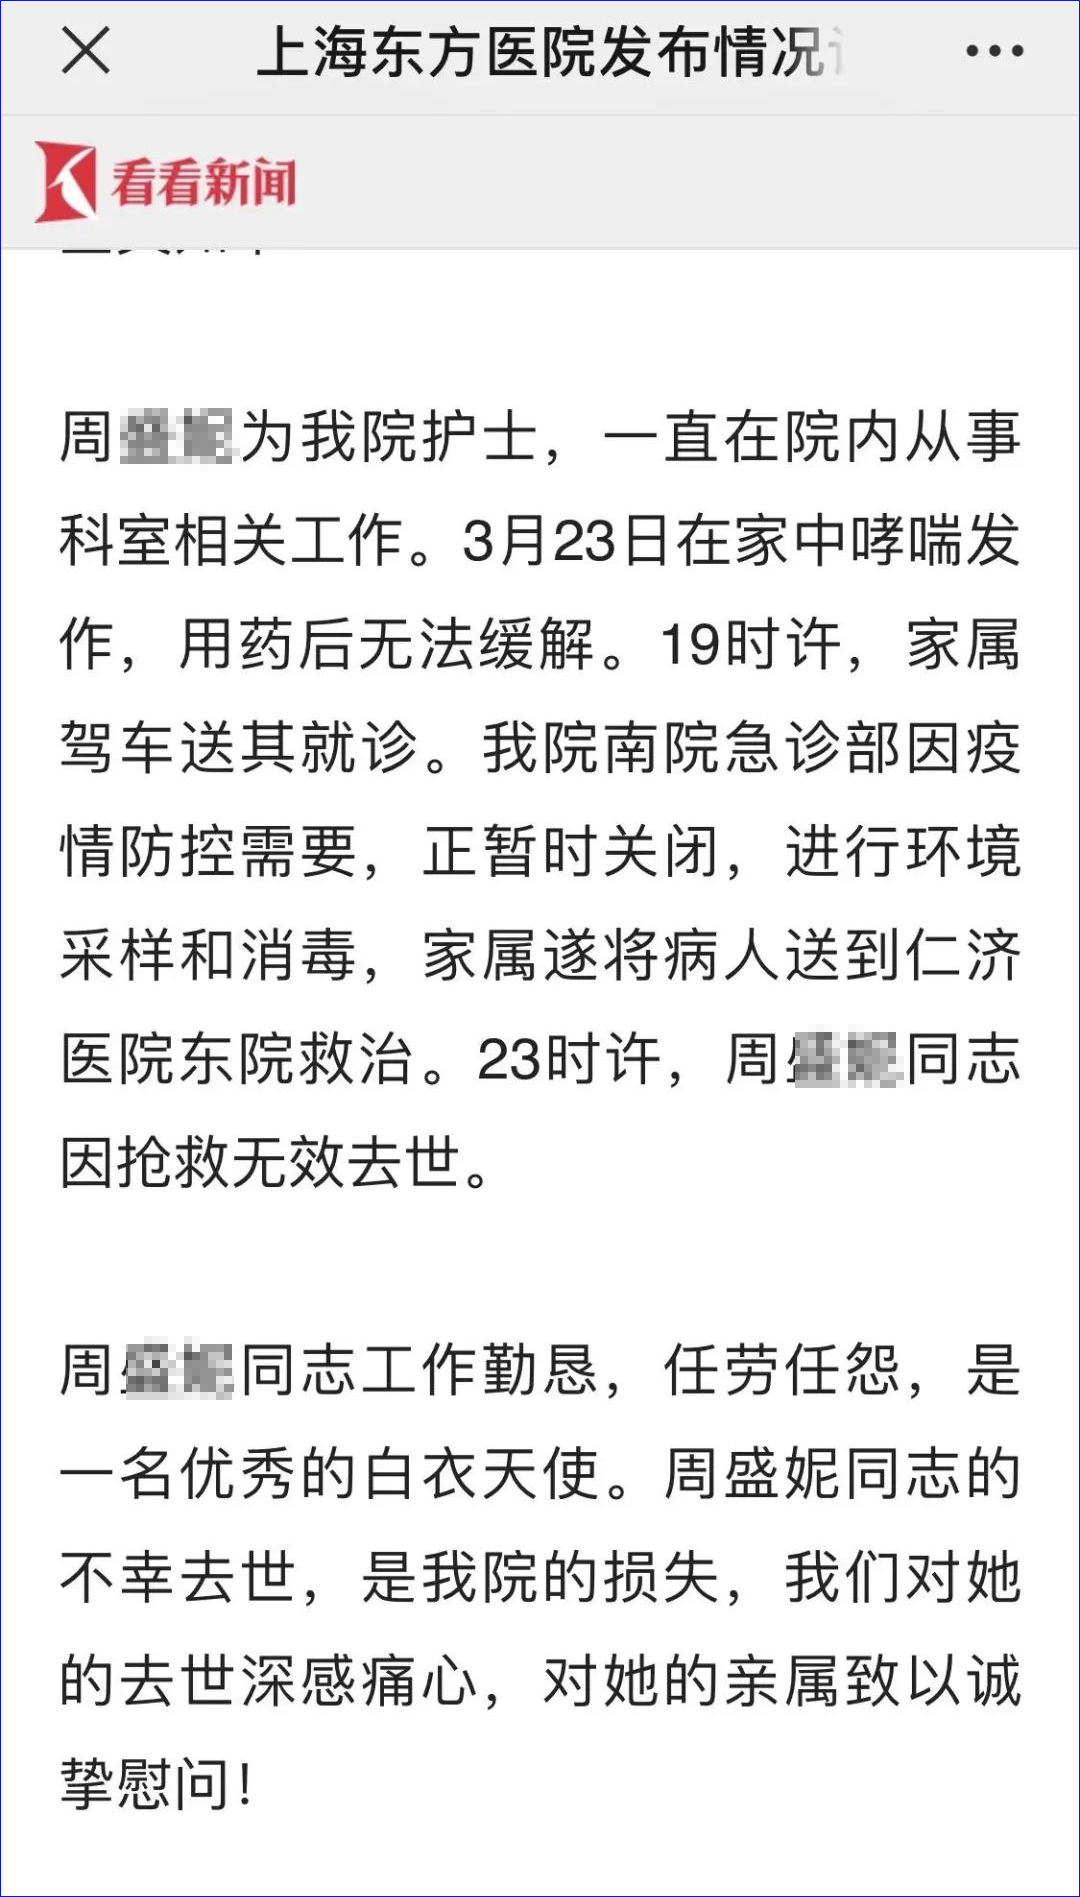 上海东方医院发布情况
看看新闻
周为我院护士，一直在院内从事
科室相关工作。3月23日在家中哮喘发
作，用药后无法缓解。19时许，家属
驾车送其就诊。我院南院急诊部因疫
情防控需要，正暂时关闭，进行环境
采样和消毒，家属遂将病人送到仁济
医院东院救治。23时许，周同志
因抢救无效去世。
周同志工作勤恳，任劳任怨，是
一名优秀的白衣天使。周盛妮同志的
不幸去世，是我院的损失，我们对她
的去世深感痛心，对她的亲属致以诚
挚慰问！